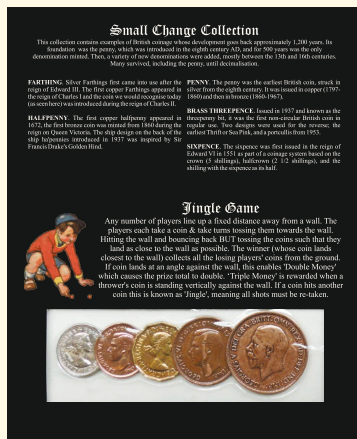 Small Change Collection
This collection contains examples of British coinage whose development goes back approximately 1,200 years. Its
foundation was the penny, which was introduced in the eighth century AD, and for 500 years was the only
denomination minted. Then, a variety of new denominations were added, mostly between the 13th and 16th centuries.
Many survived, including the penny, until decimalisation.
FARTHING. Silver Farthings first came into use after the
reign of Edward III. The first copper Farthings appeared in
the reign of Charles I and the coin we would recognise today
(as seen here) was introduced during the reign of Charles II.
HALFPENNY. The first copper halfpenny appeared in
1672, the first bronze coin was minted from 1860 during the
reign on Queen Victoria. The ship design on the back of the
ship ha'pennies introduced in 1937 was inspired by Sir
Francis Drake's Golden Hind.
PENNY. The penny was the earliest British coin, struck in
silver from the eighth century. It was issued in copper (1797-
1860) and then in bronze (1860-1967).
BRASS THREEPENCE. Issued in 1937 and known as the
threepenny bit, it was the first non-circular British coin in
regular use. Two designs were used for the reverse; the
earliest Thrift or Sea Pink, and a portcullis from 1953.
SIXPENCE. The sixpence was first issued in the reign of
Edward VI in 1551 as part of a coinage system based on the
crown (5 shillings), halfcrown (2 1/2 shillings), and the
shilling with the sixpence as its half.
Jingle Game
Any number of players line up a fixed distance away from a wall. The
players each take a coin & take turns tossing them towards the wall.
Hitting the wall and bouncing back BUT tossing the coins such that they
land as close to the wall as possible. The winner (whose coin lands
closest to the wall) collects all the losing players' coins from the ground.
If coin lands at an angle against the wall, this enables 'Double Money'
which causes the prize total to double. 'Triple Money' is rewarded when a
thrower's coin is standing vertically against the wall. If a coin hits another
coin this is known as 'Jingle', meaning all shots must be re-taken.